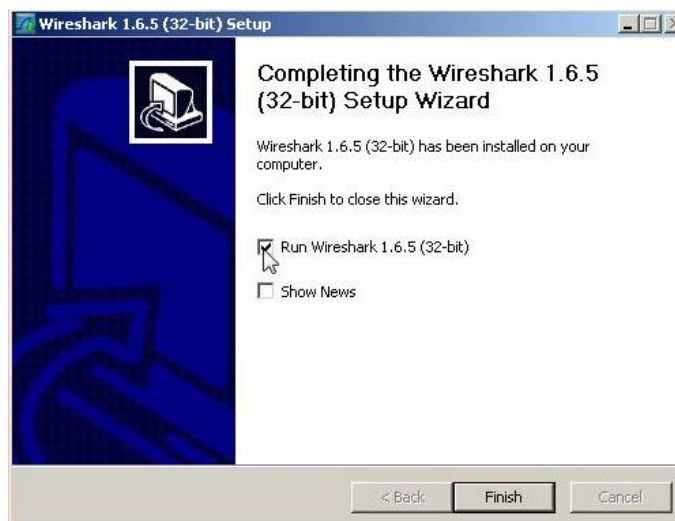 Wireshark 1.6.5 (32-bit) Setup
Completing the Wireshark 1.6.5
(32-bit) Setup Wizard
Wireshark 1.6.5 (32-bit) has been installed on your
computer.
Click Finish to close this wizard.
Run Wireshark 1.6.5 (32-bit)
Show News
< Back
Finish
Cancel